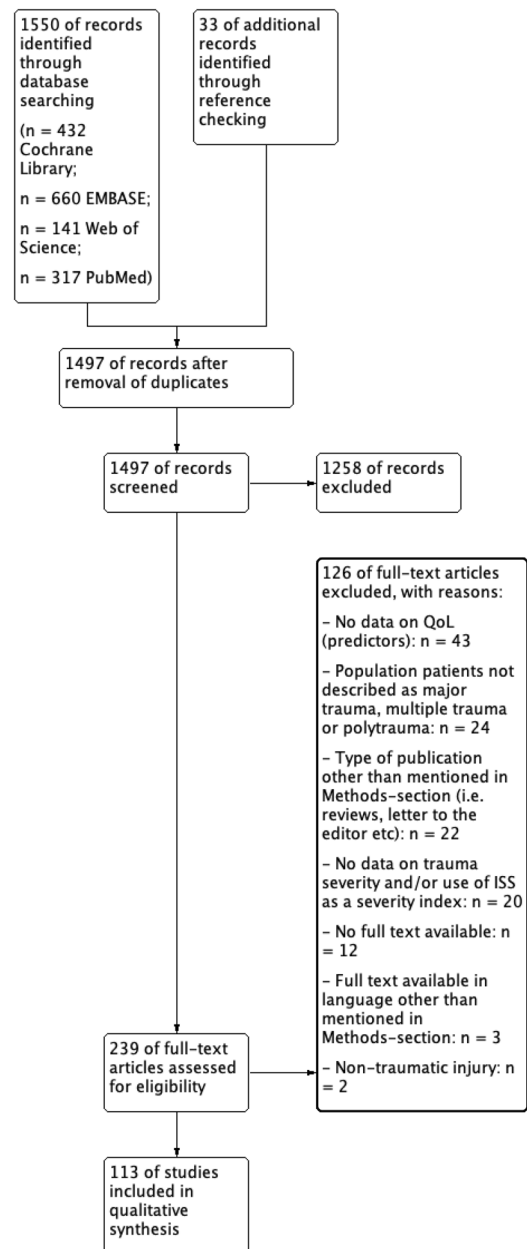 1550 of records
identified
through
database
searching
(n = 432
Cochrane
Library;
n = 660 EMBASE;
n = 141 Web of
Science;
n = 317 PubMed)
33 of additional
records
identified
through
reference
checking
1497 of records after
removal of duplicates
1497 of records
screened
1258 of records
excluded
126 of full-text articles
excluded, with reasons:
– No data on QoL
(predictors): n = 43
– Population patients not
described as major
trauma, multiple trauma
or polytrauma: n = 24
– Type of publication
other than mentioned in
Methods-section (i.e.
reviews, letter to the
editor etc): n = 22
– No data on trauma
severity and/or use of ISS
as a severity index: n = 20
– No full text available: n
= 12
– Full text available in
language other than
mentioned in
Methods-section: n = 3
– Non-traumatic injury: n
= 2
239 of full-text
articles assessed
for eligibility
113 of studies
included in
qualitative
synthesis